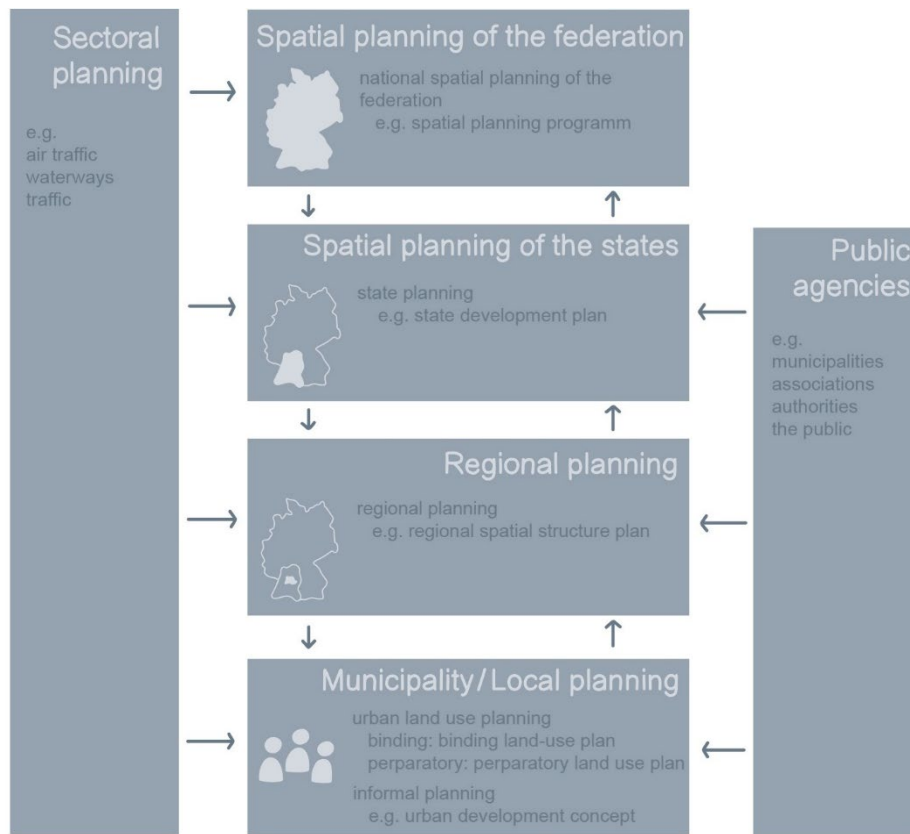 Sectoral
planning
e.g.
air traffic
waterways
traffic
Spatial planning of the federation
national spatial planning of the
federation
e.g. spatial planning programm
Spatial planning of the states
state planning
e.g. state development plan
Regional planning
regional planning
e.g. regional spatial structure plan
Municipality/Local planning
urban land use planning
binding: binding land-use plan
perparatory: perparatory land use plan
informal planning
e.g. urban development concept
Public
agencies
e.g.
municipalities
associations
authorities
the public